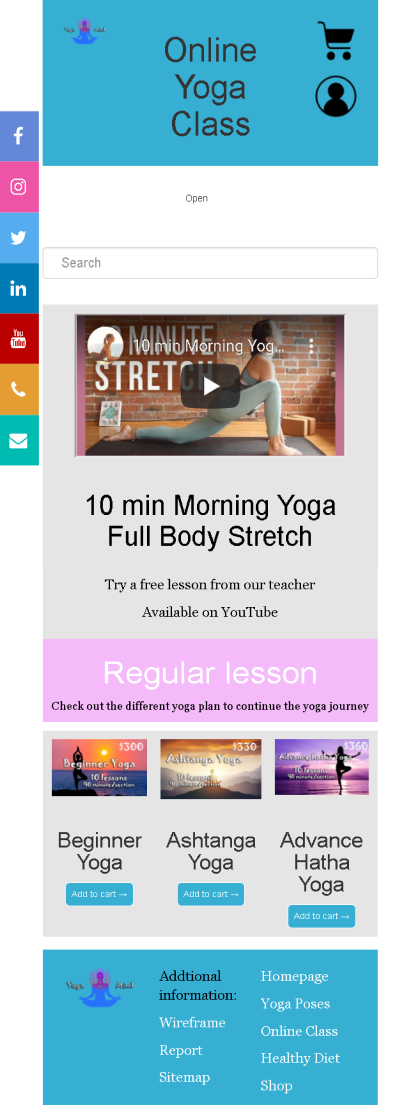 Yoga Mind
Online
Yoga
Class
Open
Search
You
Tube
in
10 min Morning Yog...
MINUTE
STRETCH
10 min Morning Yoga
Full Body Stretch
Try a free lesson from our teacher
Available on YouTube
Regular lesson
Check out the different yoga plan to continue the yoga journey
$300
Beginner Yoga
10 lessons
90 minute/section
$330
Ashtanga Yoga
10 lessons
90 minute/section
$360
Advance Hatha Yoga
10 lessons
90 minute/section
Beginner
Yoga
Add to cart →
Ashtanga
Yoga
Add to cart →
Advance
Hatha
Yoga
Add to cart →
Yoga Mind
Addtional
information:
Wireframe
Report
Sitemap
Homepage
Yoga Poses
Online Class
Healthy Diet
Shop